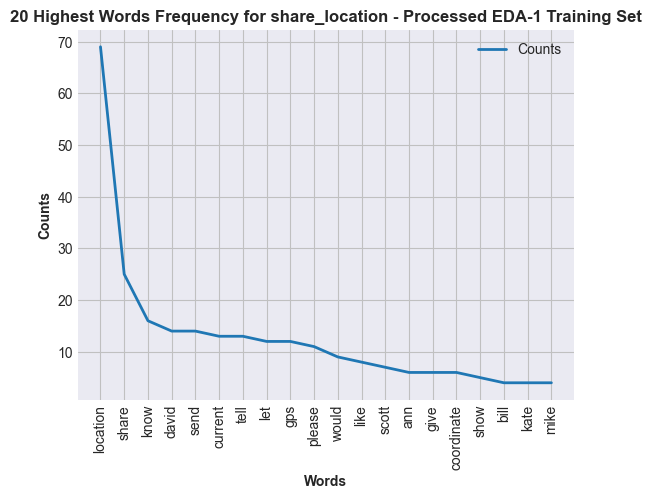 20 Highest Words Frequency for share_location - Processed EDA-1 Training Set
Counts
70
60
50
40
30
20
10
Counts
location
share
know
david
send
current
tell
let
gps
please
would
like
scott
ann
give
coordinate
show
bill
kate
mike
Words